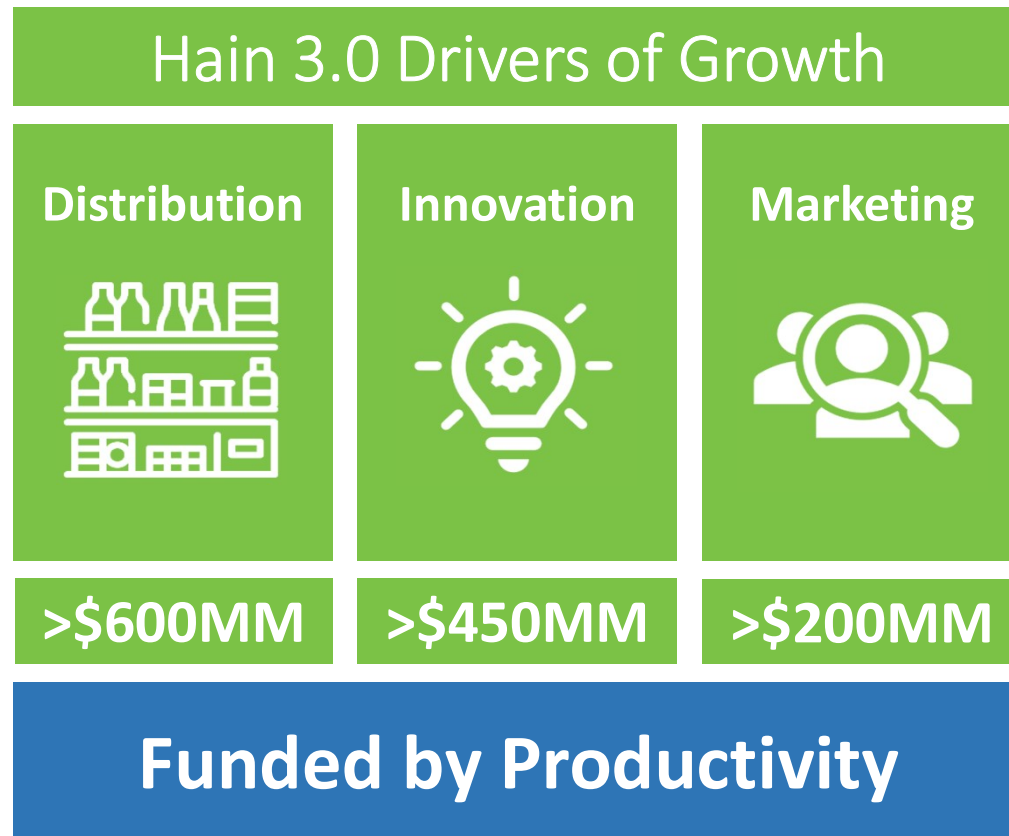 Hain 3.0 Drivers of Growth
Distribution
Innovation
Marketing
>$600MM
>$450MM
>$200MM
Funded by Productivity